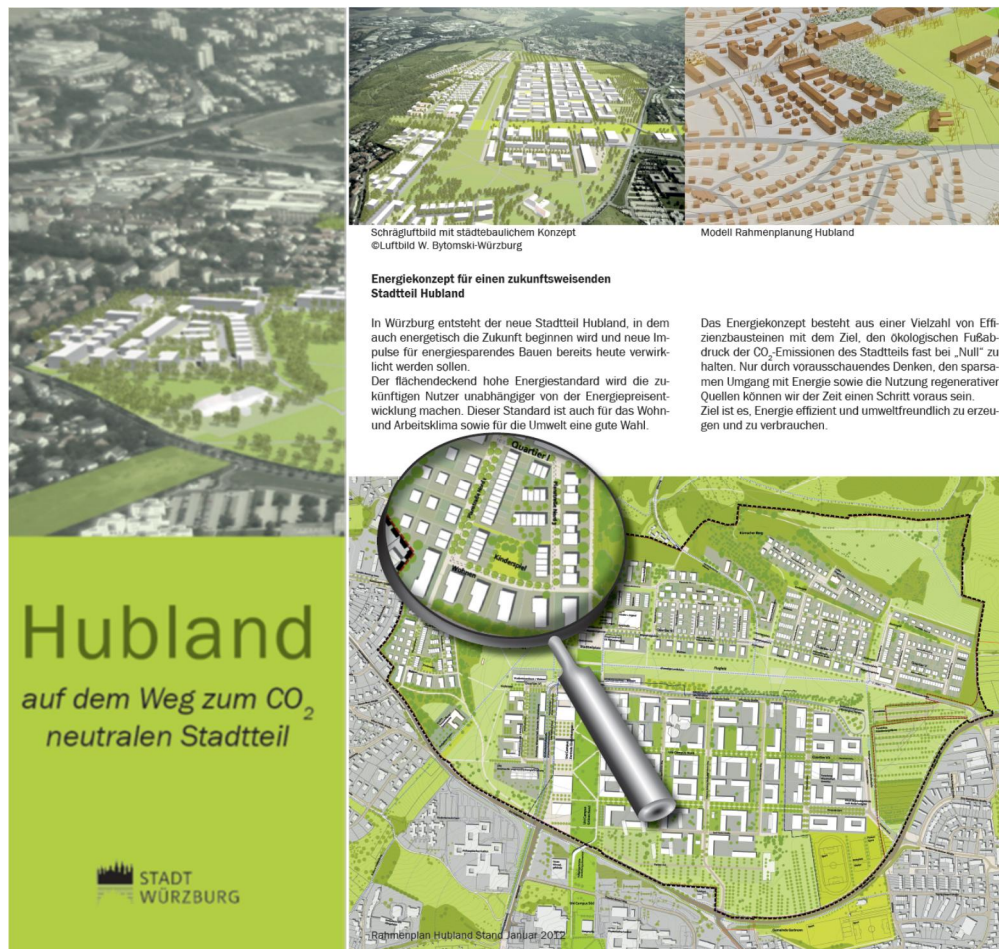 Hubland
auf dem Weg zum CO₂
neutralen Stadtteil
STADT
WÜRZBURG
Schrägluftbild mit städtebaulichem Konzept
©Luftbild W. Bytomski-Würzburg
Modell Rahmenplanung Hubland
Energiekonzept für einen zukunftsweisenden
Stadtteil Hubland
In Würzburg entsteht der neue Stadtteil Hubland, in dem
auch energetisch die Zukunft beginnen wird und neue Im-
pulse für energiesparendes Bauen bereits heute verwirk-
licht werden sollen.
Der flächendeckend hohe Energiestandard wird die zu-
künftigen Nutzer unabhängiger von der Energiepreisent-
wicklung machen. Dieser Standard ist auch für das Wohn-
und Arbeitsklima sowie für die Umwelt eine gute Wahl.
Das Energiekonzept besteht aus einer Vielzahl von Effi-
zienzbausteinen mit dem Ziel, den ökologischen Fußab-
druck der CO₂-Emissionen des Stadtteils fast bei „Null“ zu
halten. Nur durch vorausschauendes Denken, den sparsa-
men Umgang mit Energie sowie die Nutzung regenerativer
Quellen können wir der Zeit einen Schritt voraus sein.
Ziel ist es, Energie effizient und umweltfreundlich zu erzeu-
gen und zu verbrauchen.
Quartier I
Kinderspiel
Wohnen
Rahmenplan Hubland Stand Januar 2012